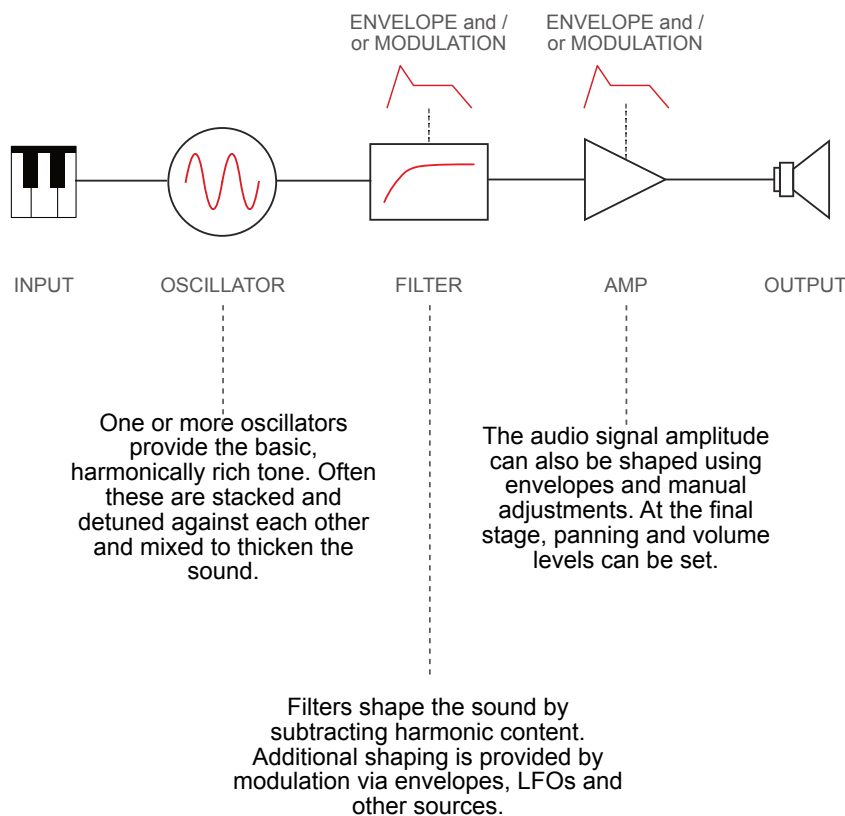 ENVELOPE and /
or MODULATION
ENVELOPE and /
or MODULATION
INPUT
OSCILLATOR
FILTER
AMP
OUTPUT
One or more oscillators
provide the basic,
harmonically rich tone. Often
these are stacked and
detuned against each other
and mixed to thicken the
sound.
The audio signal amplitude
can also be shaped using
envelopes and manual
adjustments. At the final
stage, panning and volume
levels can be set.
Filters shape the sound by
subtracting harmonic content.
Additional shaping is provided by
modulation via envelopes, LFOs and
other sources.